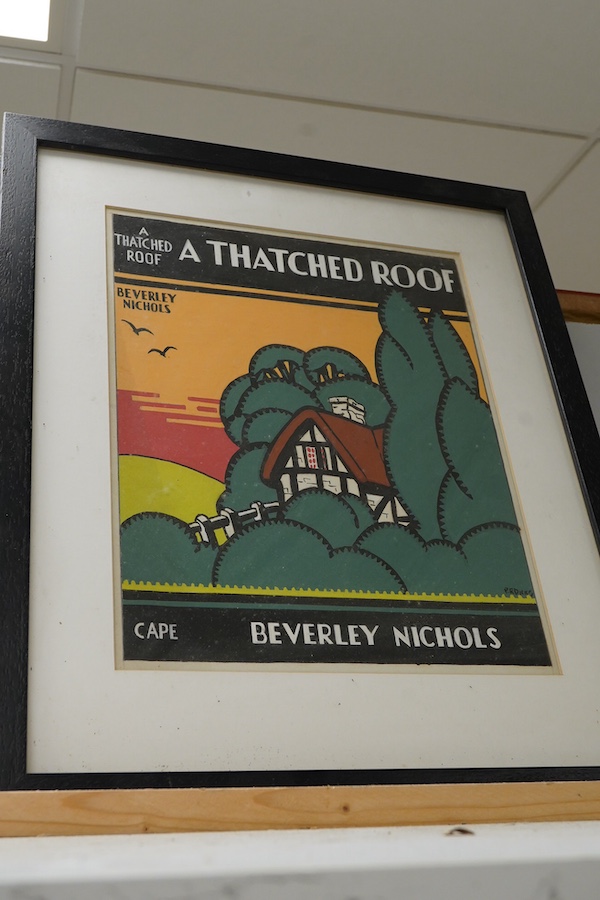 A
THATCHED
ROOF
A THATCHED ROOF
BEVERLEY
NICHOLS
CAPE
BEVERLEY NICHOLS